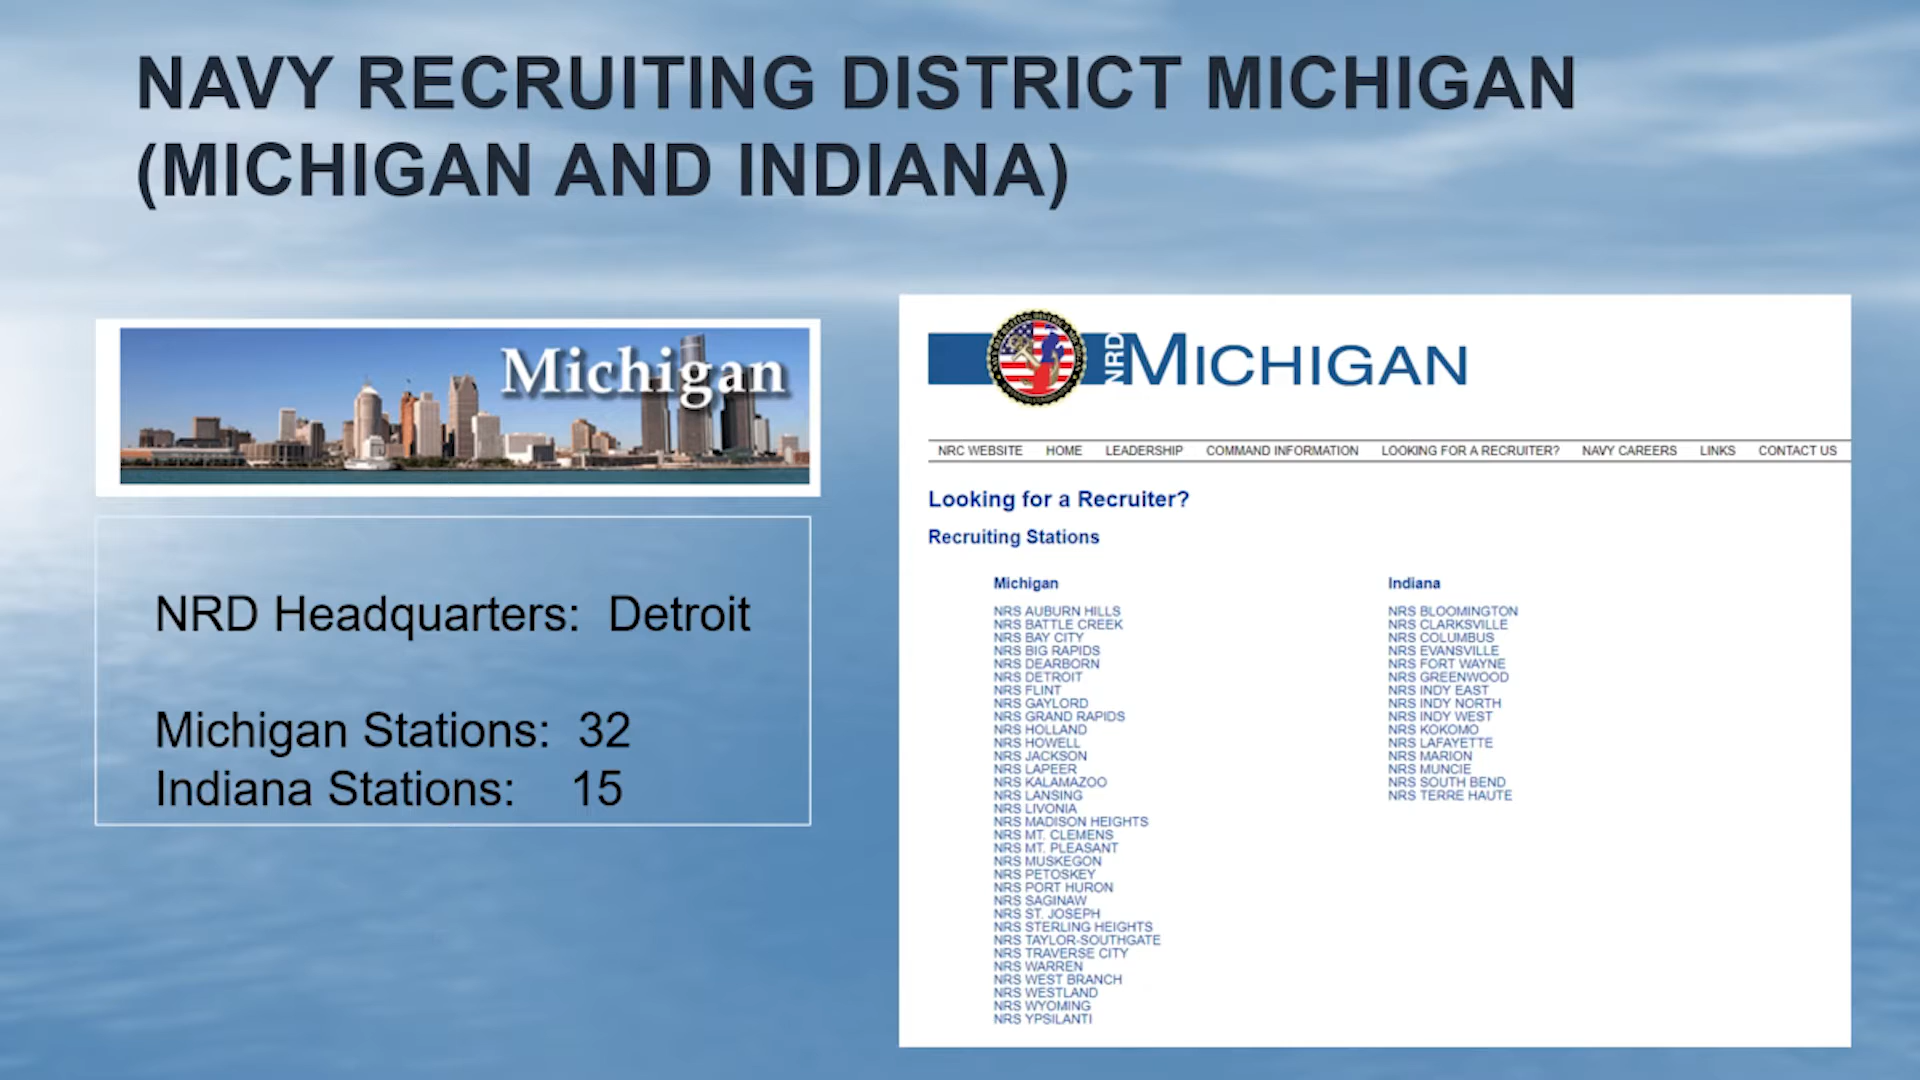 NAVY RECRUITING DISTRICT MICHIGAN
(MICHIGAN AND INDIANA)
Michigan
NRD Headquarters: Detroit
Michigan Stations: 32
Indiana Stations: 15
NRD MICHIGAN
NRC WEBSITE HOME LEADERSHIP COMMAND INFORMATION LOOKING FOR A RECRUITER? NAVY CAREERS LINKS CONTACT US
Looking for a Recruiter?
Recruiting Stations
Michigan
NRS AUBURN HILLS
NRS BATTLE CREEK
NRS BAY CITY
NRS BIG RAPIDS
NRS DEARBORN
NRS DETROIT
NRS FLINT
NRS GAYLORD
NRS GRAND RAPIDS
NRS HOLLAND
NRS HOWELL
NRS JACKSON
NRS LAPEER
NRS KALAMAZOO
NRS LANSING
NRS LIVONIA
NRS MADISON HEIGHTS
NRS MT. CLEMENS
NRS MT. PLEASANT
NRS MUSKEGON
NRS PETOSKEY
NRS PORT HURON
NRS SAGINAW
NRS ST. JOSEPH
NRS STERLING HEIGHTS
NRS TAYLOR-SOUTHGATE
NRS TRAVERSE CITY
NRS WARREN
NRS WEST BRANCH
NRS WESTLAND
NRS WYOMING
NRS YPSILANTI
Indiana
NRS BLOOMINGTON
NRS CLARKSVILLE
NRS COLUMBUS
NRS EVANSVILLE
NRS FORT WAYNE
NRS GREENWOOD
NRS INDY EAST
NRS INDY NORTH
NRS INDY WEST
NRS KOKOMO
NRS LAFAYETTE
NRS MARION
NRS MUNCIE
NRS SOUTH BEND
NRS TERRE HAUTE